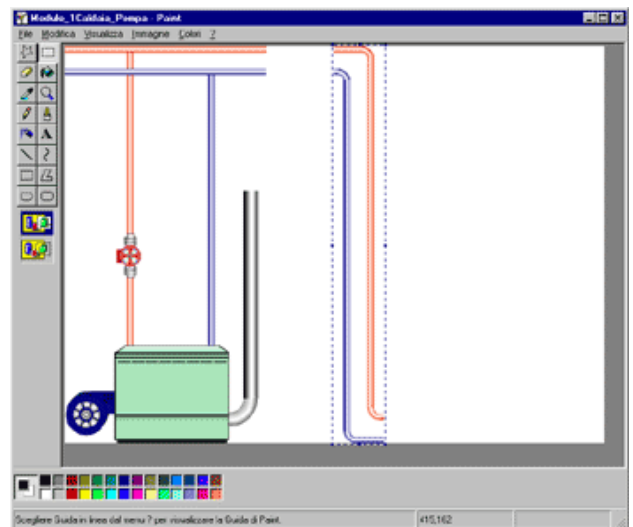 Modulo_1Caldaia_Pompa - Paint
File Modifica Visualizza Immagine Colori ?
A
Scegliere Guida in linea dal menu ? per visualizzare la Guida di Paint.
415,162